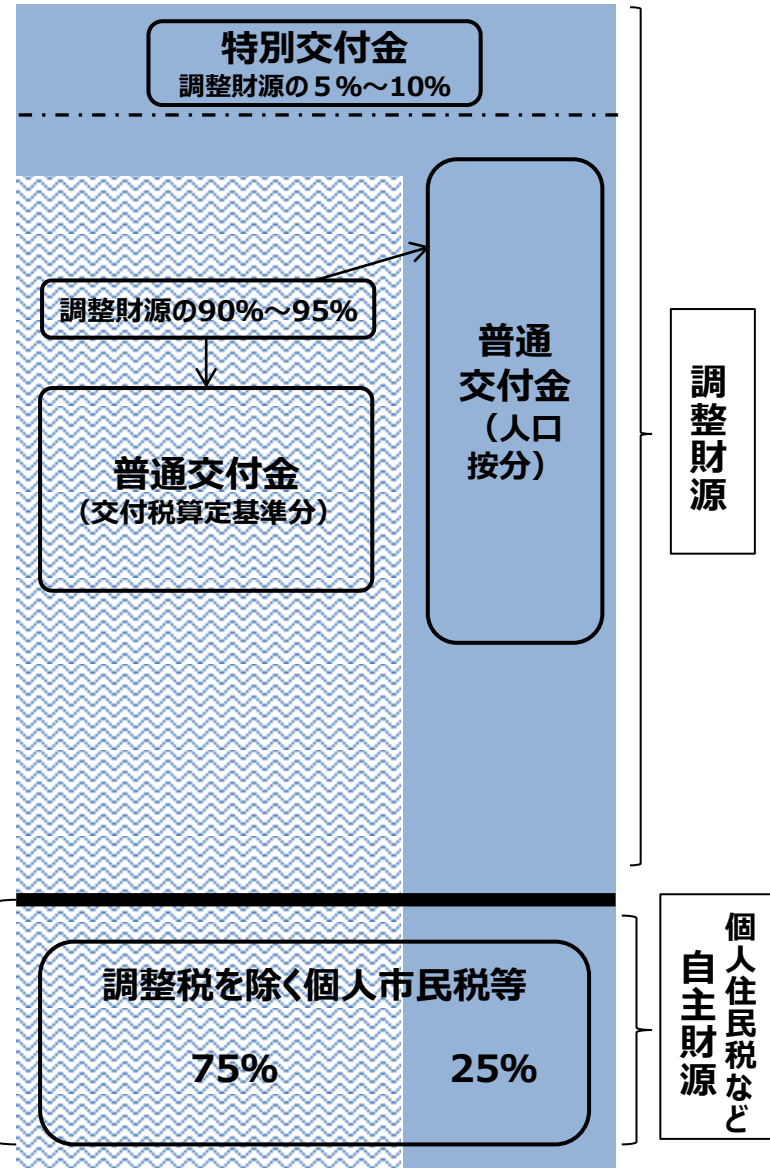 特別交付金
調整財源の５%～10%
調整財源の90%～95%
普通
交付金
（人口
按分）
普通交付金
（交付税算定基準分）
調整財源
調整税を除く個人市民税等
75%
25%
個人住民税など
自主財源